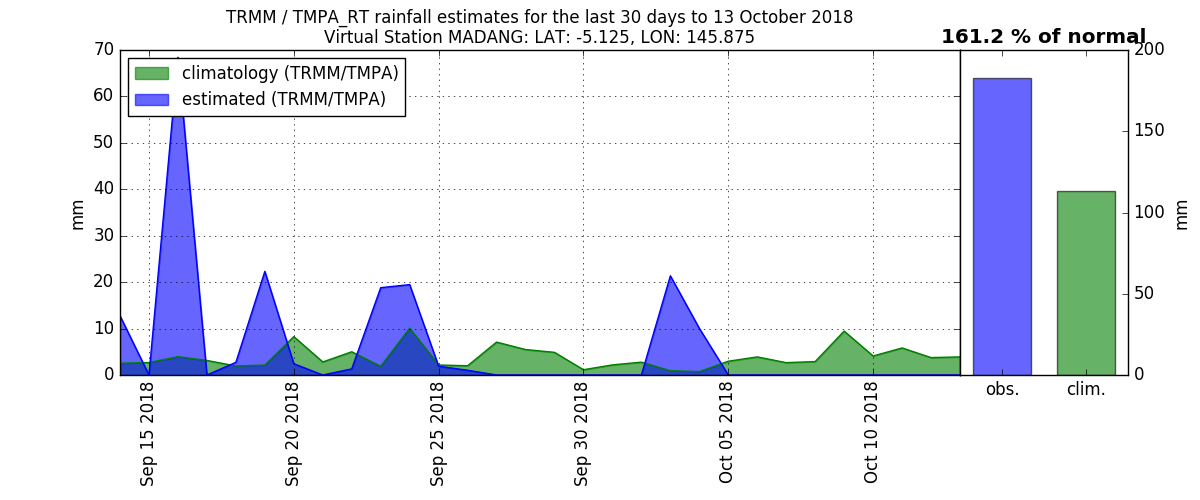 TRMM / TMPA_RT rainfall estimates for the last 30 days to 13 October 2018
Virtual Station MADANG: LAT: -5.125, LON: 145.875
161.2 % of normal
climatology (TRMM/TMPA)
estimated (TRMM/TMPA)
mm
70
60
50
40
30
20
10
0
Sep 15 2018
Sep 20 2018
Sep 25 2018
Sep 30 2018
Oct 05 2018
Oct 10 2018
200
150
100
50
0
mm
obs.
clim.